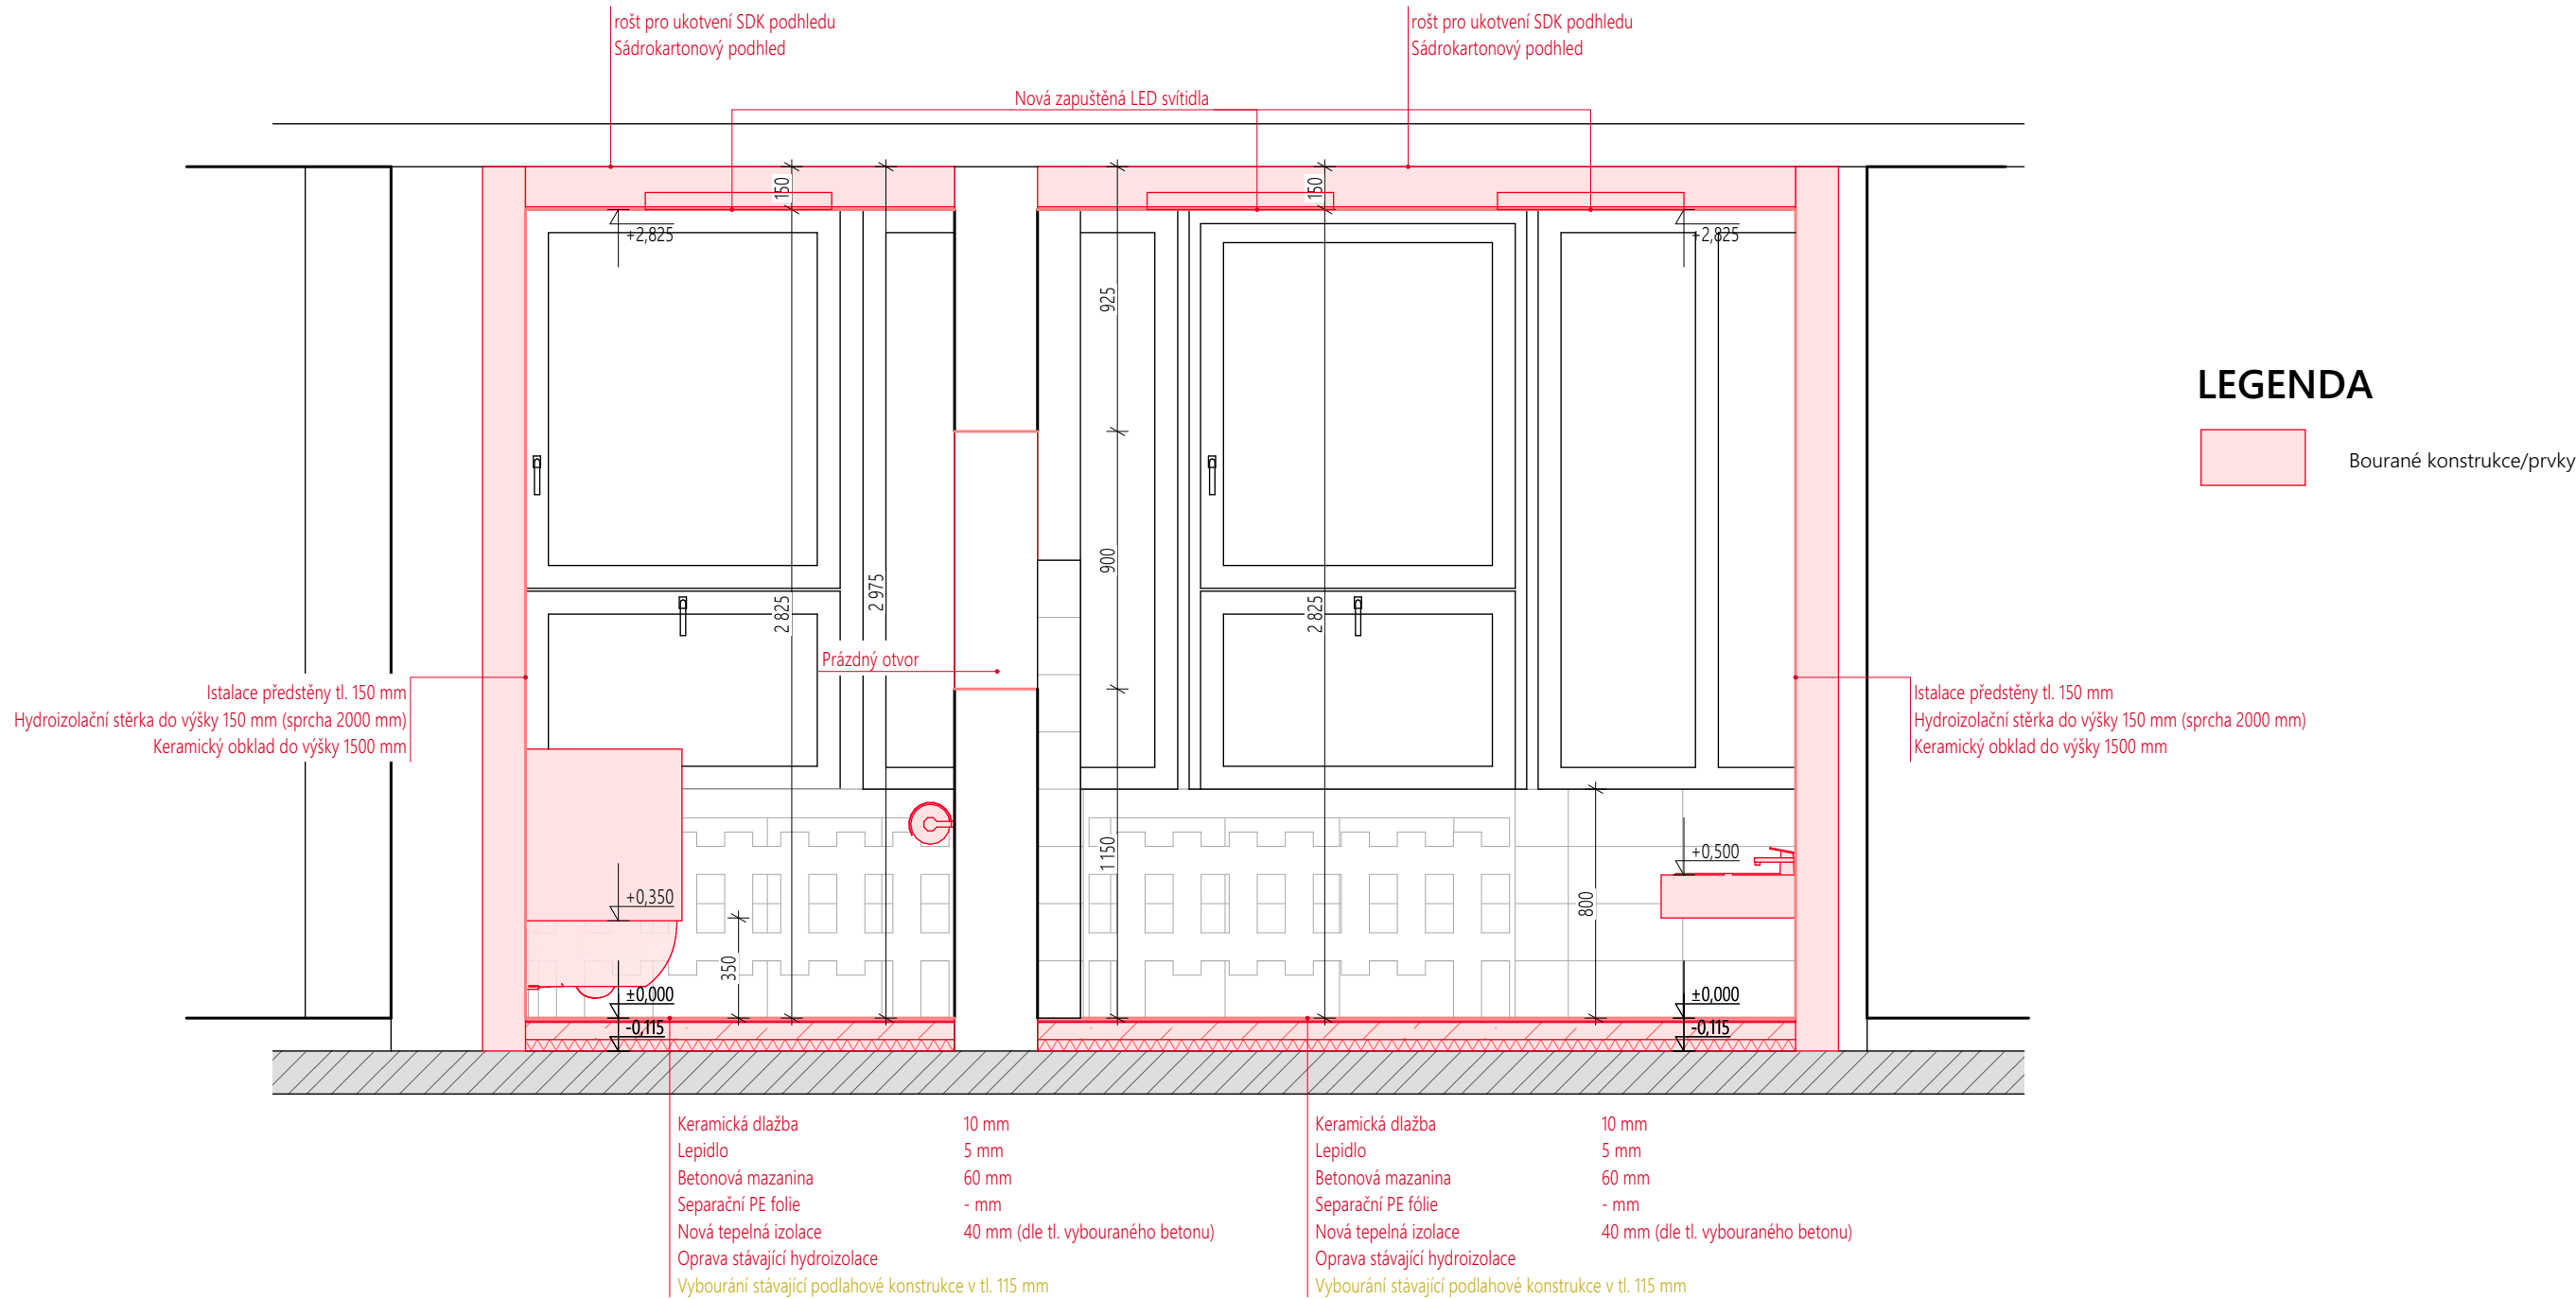 rošt pro ukotvení SDK podhledu
Sádrokartonový podhled
rošt pro ukotvení SDK podhledu
Sádrokartonový podhled
Nová zapuštěná LED svítidla
150
150
+2,825
+2,825
925
LEGENDA
Bourané konstrukce/prvky
900
2 975
2 825
2 825
Prázdný otvor
Istalace předstěny tl. 150 mm
Hydroizolační stěrka do výšky 150 mm (sprcha 2000 mm)
Keramický obklad do výšky 1500 mm
Istalace předstěny tl. 150 mm
Hydroizolační stěrka do výšky 150 mm (sprcha 2000 mm)
Keramický obklad do výšky 1500 mm
1 150
+0,500
+0,350
800
350
±0,000
-0,115
±0,000
-0,115
Keramická dlažba 10 mm
Lepidlo 5 mm
Betonová mazanina 60 mm
Separační PE folie - mm
Nová tepelná izolace 40 mm (dle tl. vybouraného betonu)
Oprava stávající hydroizolace
Vybourání stávající podlahové konstrukce v tl. 115 mm
Keramická dlažba 10 mm
Lepidlo 5 mm
Betonová mazanina 60 mm
Separační PE fólie - mm
Nová tepelná izolace 40 mm (dle tl. vybouraného betonu)
Oprava stávající hydroizolace
Vybourání stávající podlahové konstrukce v tl. 115 mm